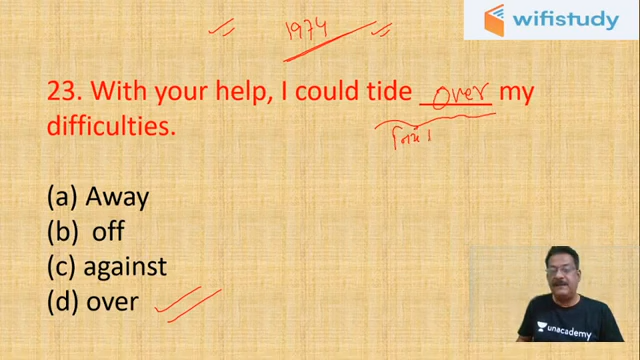 1974
wifistudy
23. With your help, I could tide over my
difficulties.
(a) Away
(b) off
(c) against
(d) over
unacademy